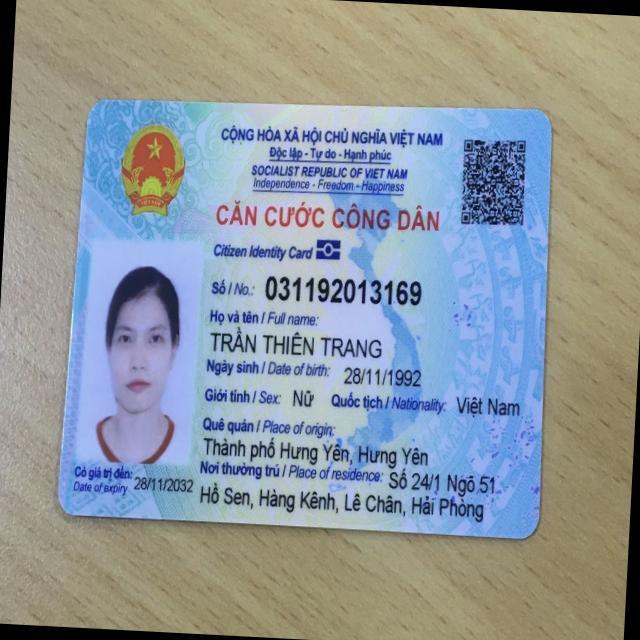 CỘNG HÒA XÃ HỘI CHỦ NGHĨA VIỆT NAM
Độc lập - Tự do - Hạnh phúc
SOCIALIST REPUBLIC OF VIET NAM
Independence - Freedom - Happiness
CĂN CƯỚC CÔNG DÂN
Citizen Identity Card
Số / No.: 031192013169
Họ và tên / Full name:
TRẦN THIÊN TRANG
Ngày sinh / Date of birth: 28/11/1992
Giới tính / Sex: Nữ Quốc tịch / Nationality: Việt Nam
Quê quán / Place of origin:
Thành phố Hưng Yên, Hưng Yên
Nơi thường trú / Place of residence: Số 24/1 Ngõ 51
Hồ Sen, Hàng Kênh, Lê Chân, Hải Phòng
Có giá trị đến: 28/11/2032
Date of expiry